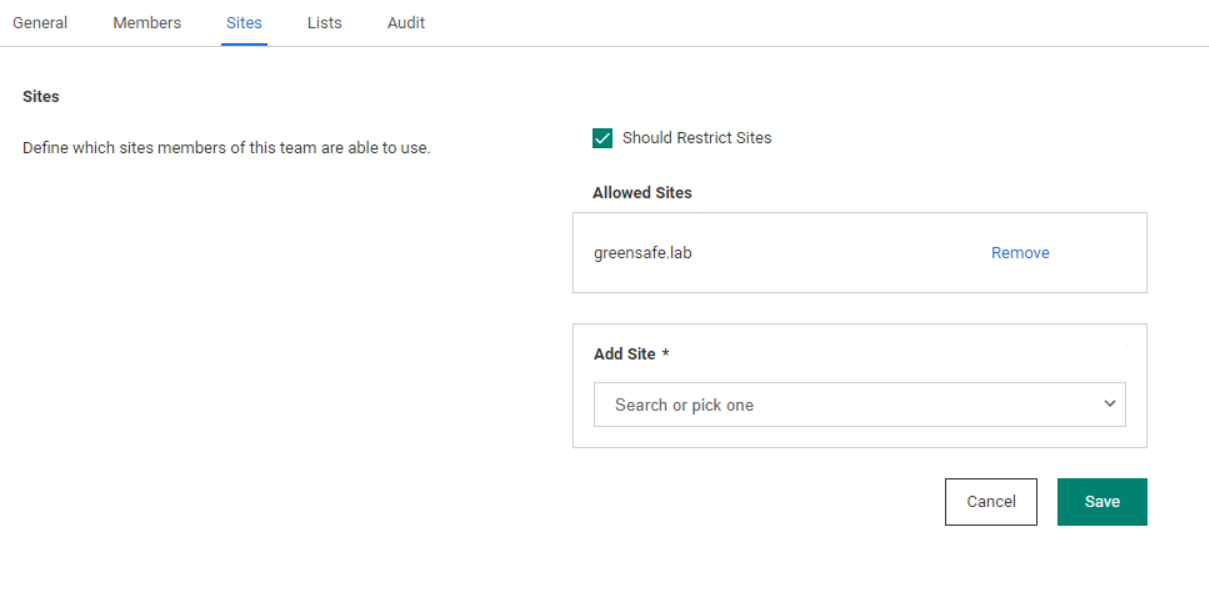 General Members Sites Lists Audit
Sites
Define which sites members of this team are able to use.
Should Restrict Sites
Allowed Sites
greensafe.lab Remove
Add Site *
Search or pick one
Cancel Save